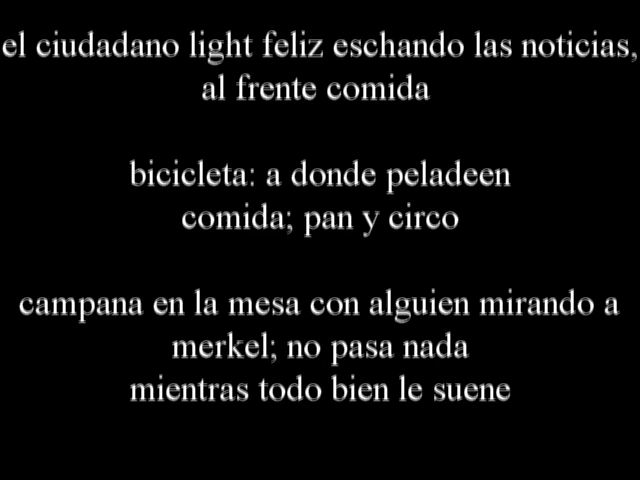 el ciudadano light feliz eschando las noticias,
al frente comida
bicicleta: a donde peladeen
comida; pan y circo
campana en la mesa con alguien mirando a
merkel; no pasa nada
mientras todo bien le suene